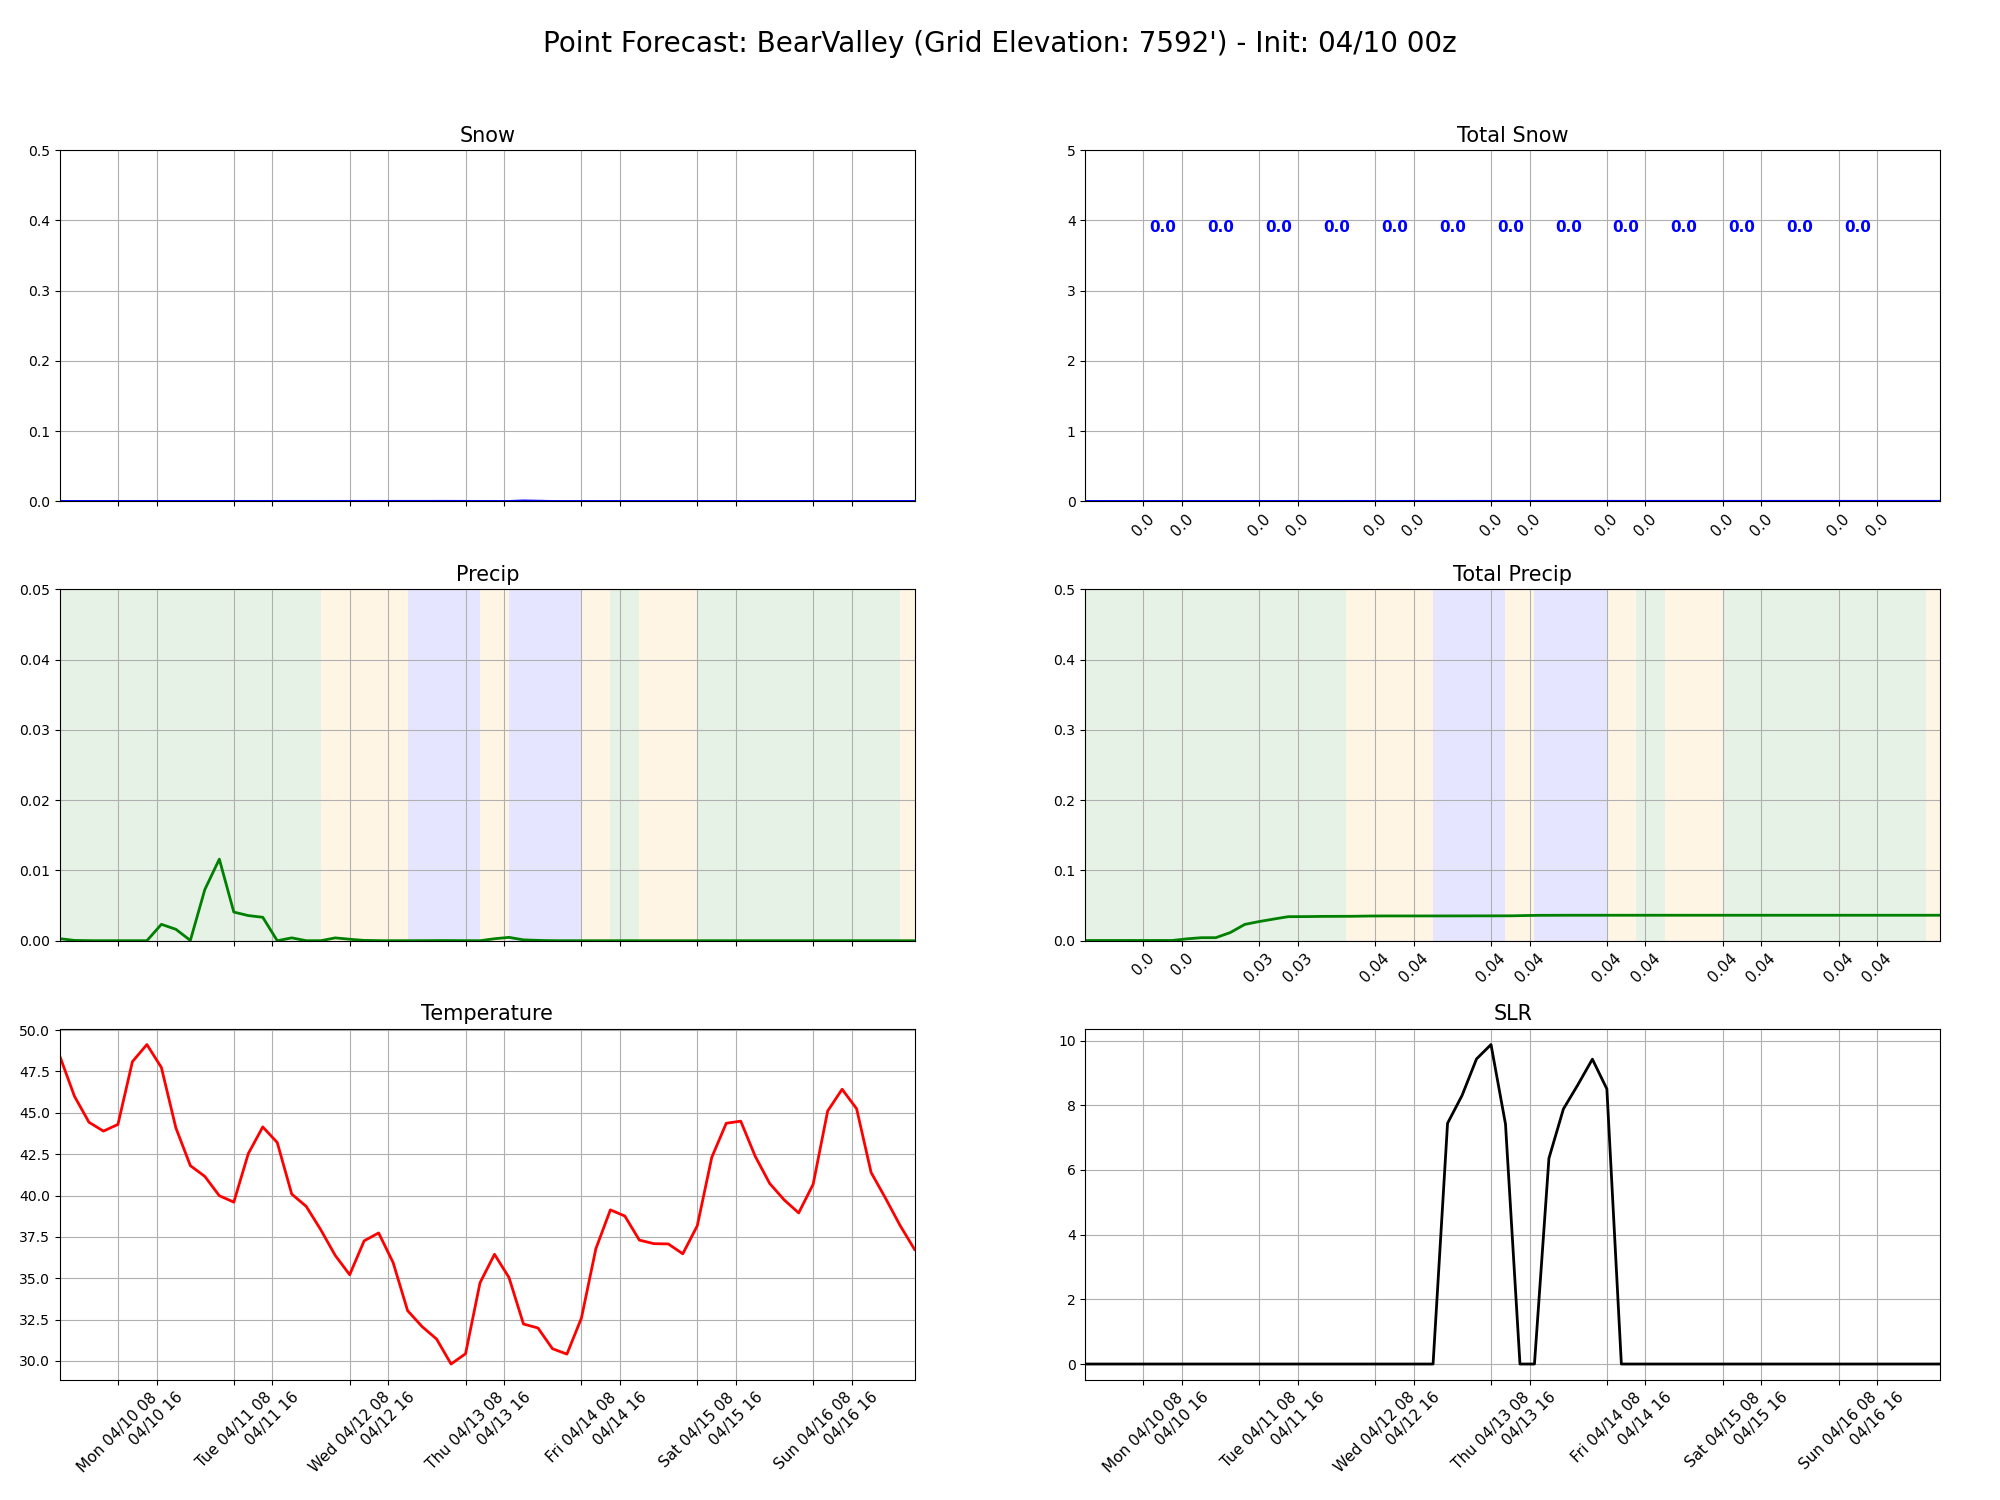 Point Forecast: BearValley (Grid Elevation: 7592') - Init: 04/10 00z
Snow
0.5
0.4
0.3
0.2
0.1
0.0
Total Snow
5
4
3
2
1
0
0.0 0.0 0.0 0.0 0.0 0.0 0.0 0.0 0.0 0.0 0.0 0.0 0.0
0.0 0.0 0.0 0.0 0.0 0.0 0.0 0.0 0.0 0.0 0.0 0.0 0.0 0.0
Precip
0.05
0.04
0.03
0.02
0.01
0.00
Total Precip
0.5
0.4
0.3
0.2
0.1
0.0
0.0 0.0 0.03 0.03 0.04 0.04 0.04 0.04 0.04 0.04 0.04 0.04 0.04 0.04
Temperature
50.0
47.5
45.0
42.5
40.0
37.5
35.0
32.5
30.0
Mon 04/10 08
04/10 16
Tue 04/11 08
04/11 16
Wed 04/12 08
04/12 16
Thu 04/13 08
04/13 16
Fri 04/14 08
04/14 16
Sat 04/15 08
04/15 16
Sun 04/16 08
04/16 16
SLR
10
8
6
4
2
0
Mon 04/10 08
04/10 16
Tue 04/11 08
04/11 16
Wed 04/12 08
04/12 16
Thu 04/13 08
04/13 16
Fri 04/14 08
04/14 16
Sat 04/15 08
04/15 16
Sun 04/16 08
04/16 16